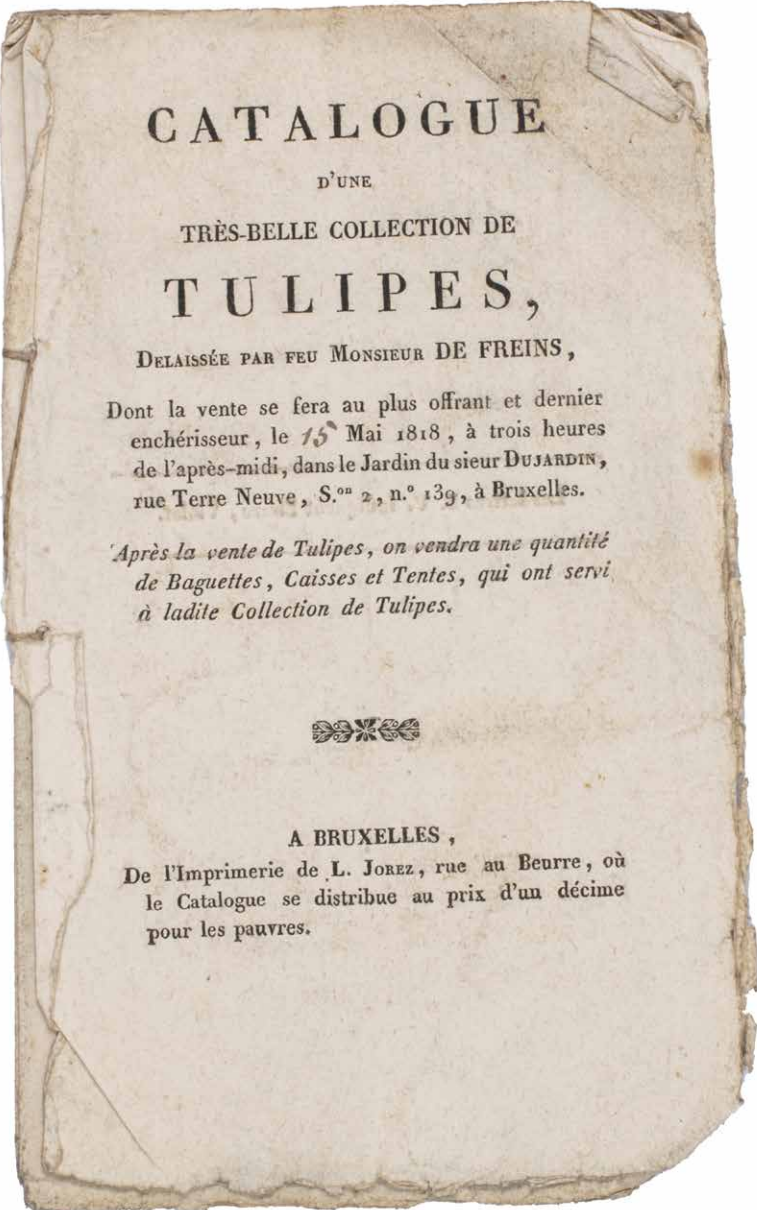 CATALOGUE
D'UNE
TRÈS-BELLE COLLECTION DE
TULIPES,
DELAISSÉE PAR FEU MONSIEUR DE FREINS,
Dont la vente se fera au plus offrant et dernier
enchérisseur, le 15 Mai 1818, à trois heures
de l'après-midi, dans le Jardin du sieur DUJARDIN,
rue Terre Neuve, S.on 2, n.o 139, à Bruxelles.
Après la vente de Tulipes, on vendra une quantité
de Baguettes, Caisses et Tentes, qui ont servi
à ladite Collection de Tulipes.
A BRUXELLES,
De l'Imprimerie de L. JOREZ, rue au Beurre, où
le Catalogue se distribue au prix d'un décime
pour les pauvres.